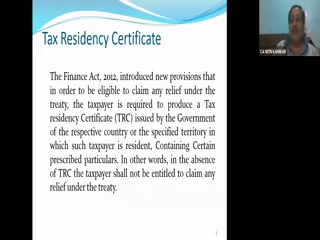 Tax Residency Certificate
The Finance Act, 2012, introduced new provisions that
in order to be eligible to claim any relief under the
treaty, the taxpayer is required to produce a Tax
residency Certificate (TRC) issued by the Government
of the respective country or the specified territory in
which such taxpayer is resident, Containing Certain
prescribed particulars. In other words, in the absence
of TRC the taxpayer shall not be entitled to claim any
relief under the treaty.